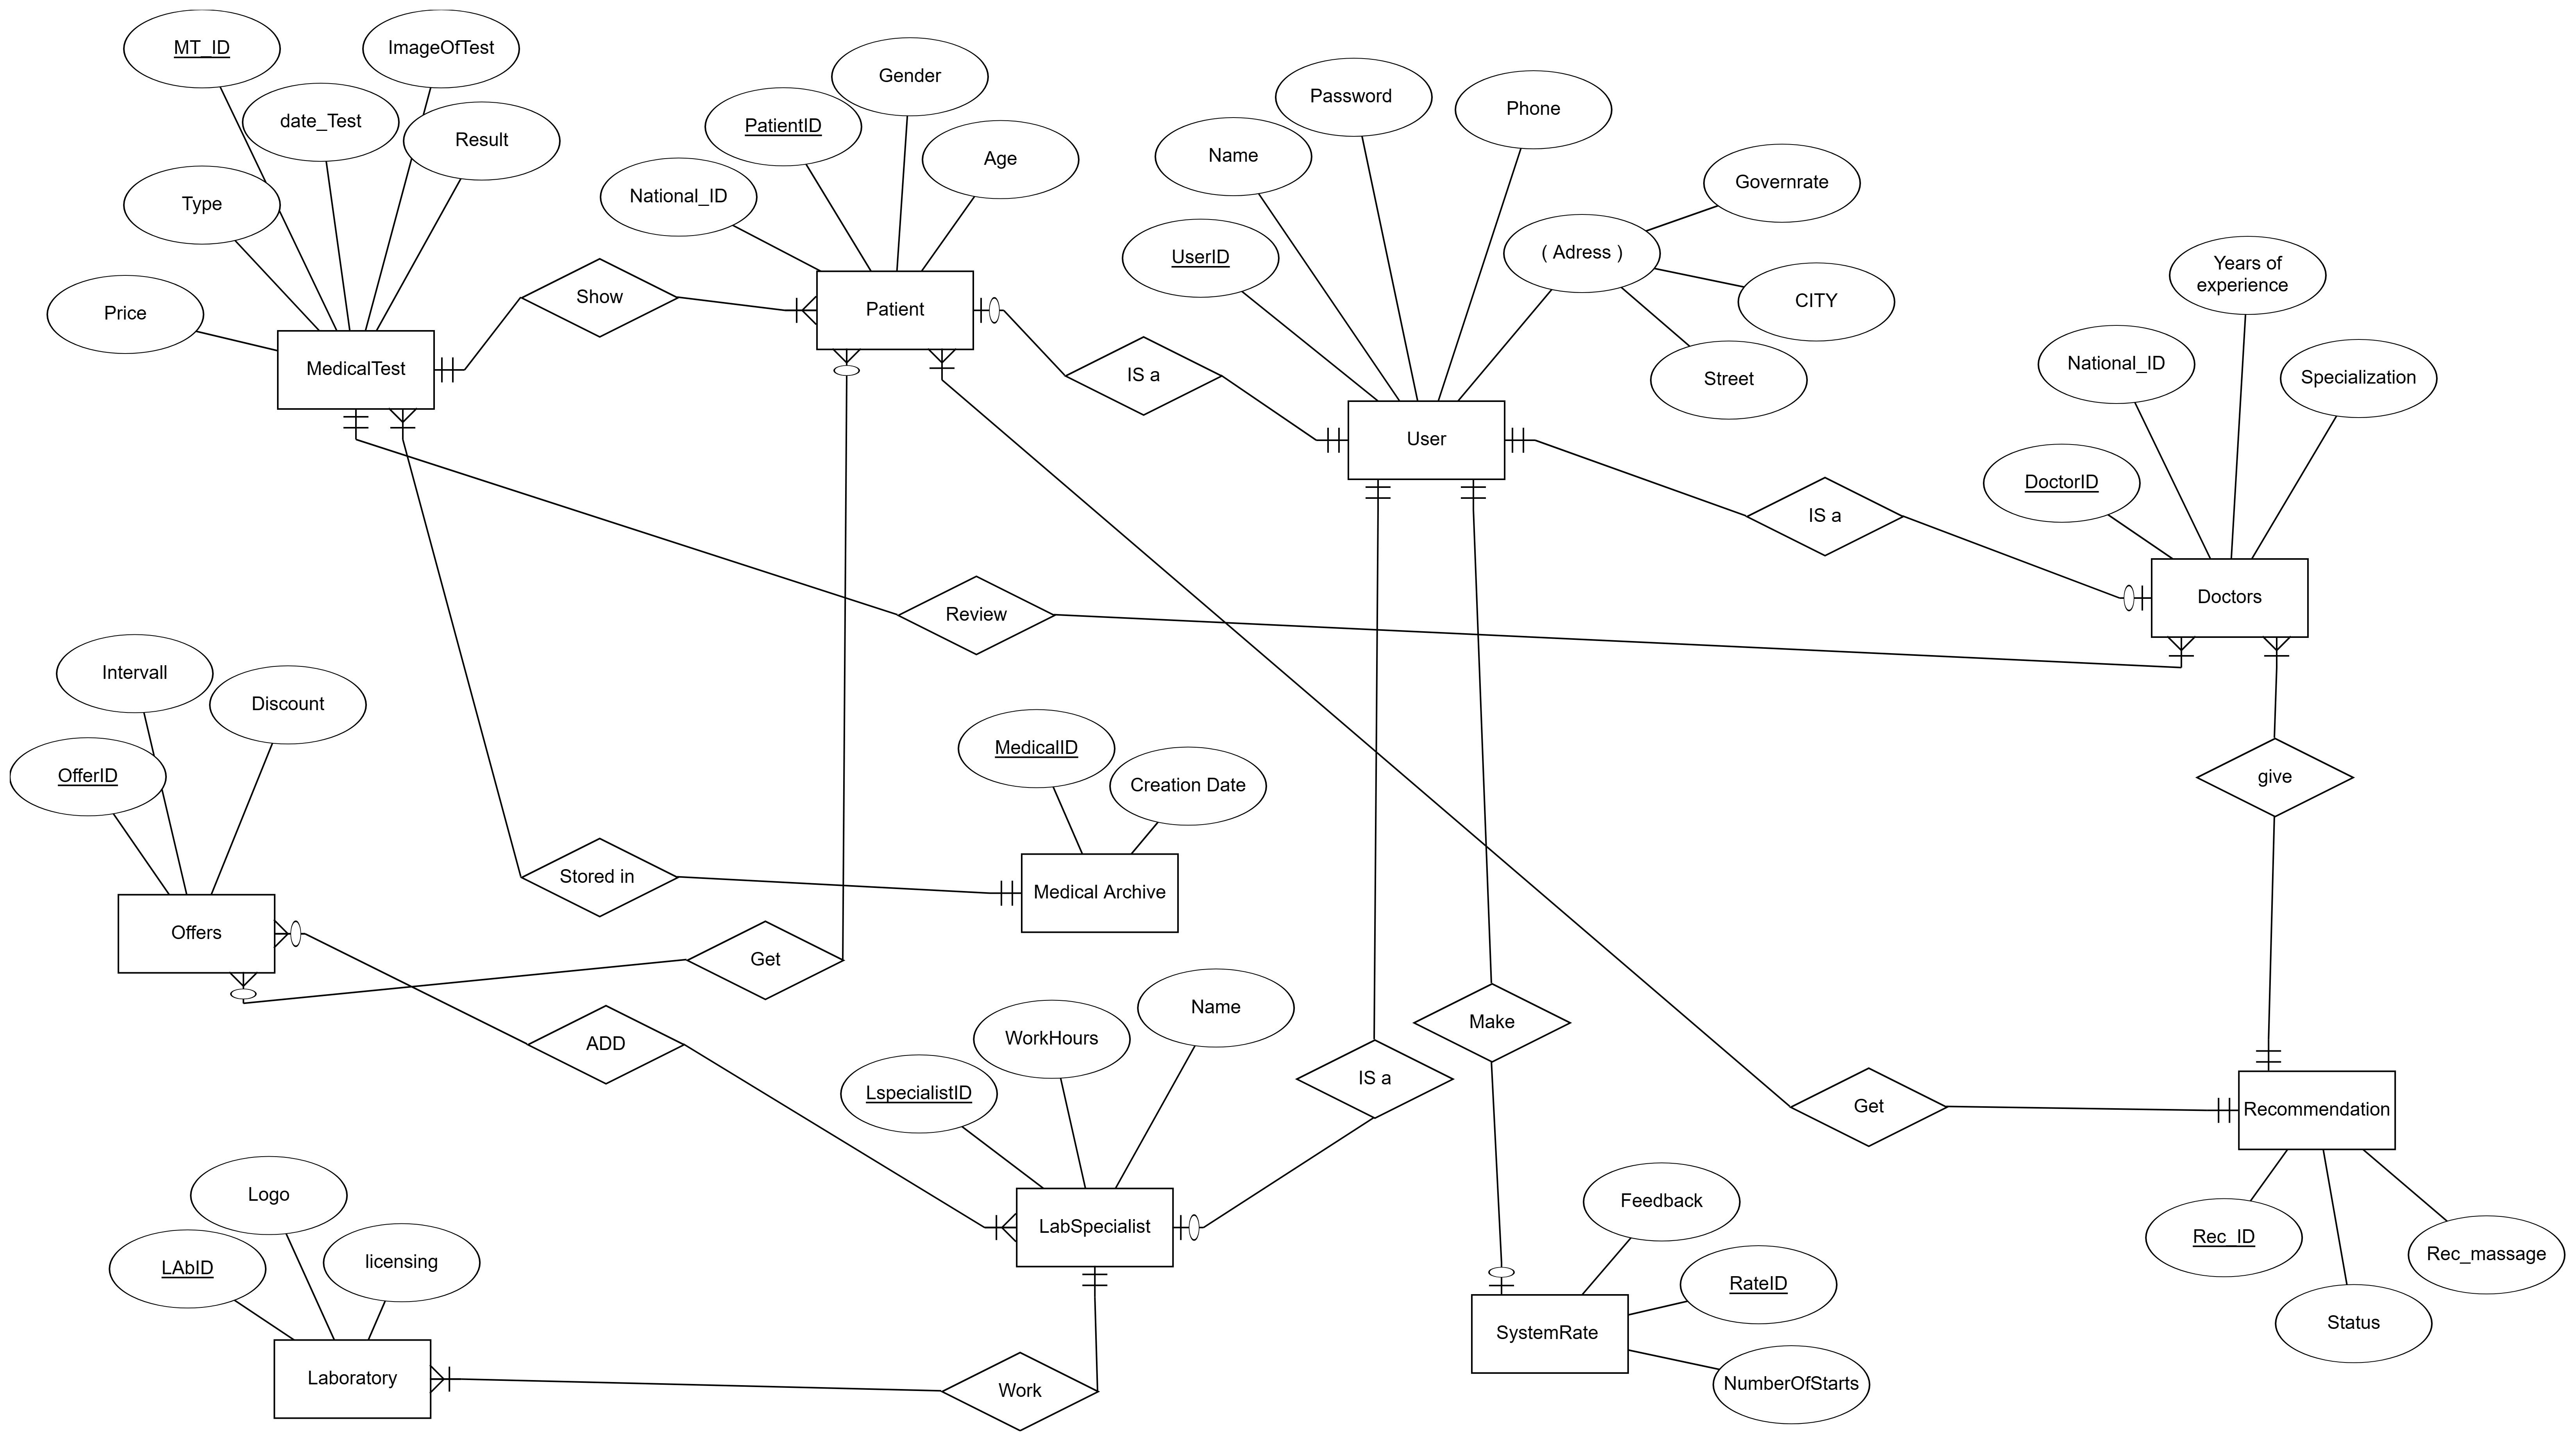 MT_ID
ImageOfTest
date_Test
Result
Type
Price
MedicalTest
Show
Gender
PatientID
Age
National_ID
Patient
IS a
Password
Phone
Name
UserID
( Adress )
Governrate
CITY
Street
User
IS a
Years of
experience
National_ID
Specialization
DoctorID
Doctors
Review
give
Intervall
Discount
OfferID
Offers
MedicalID
Creation Date
Medical Archive
Stored in
Get
ADD
Name
WorkHours
LspecialistID
LabSpecialist
IS a
Make
Get
Recommendation
Rec_ID
Rec_massage
Status
Feedback
RateID
SystemRate
NumberOfStarts
Logo
licensing
LAbID
Laboratory
Work